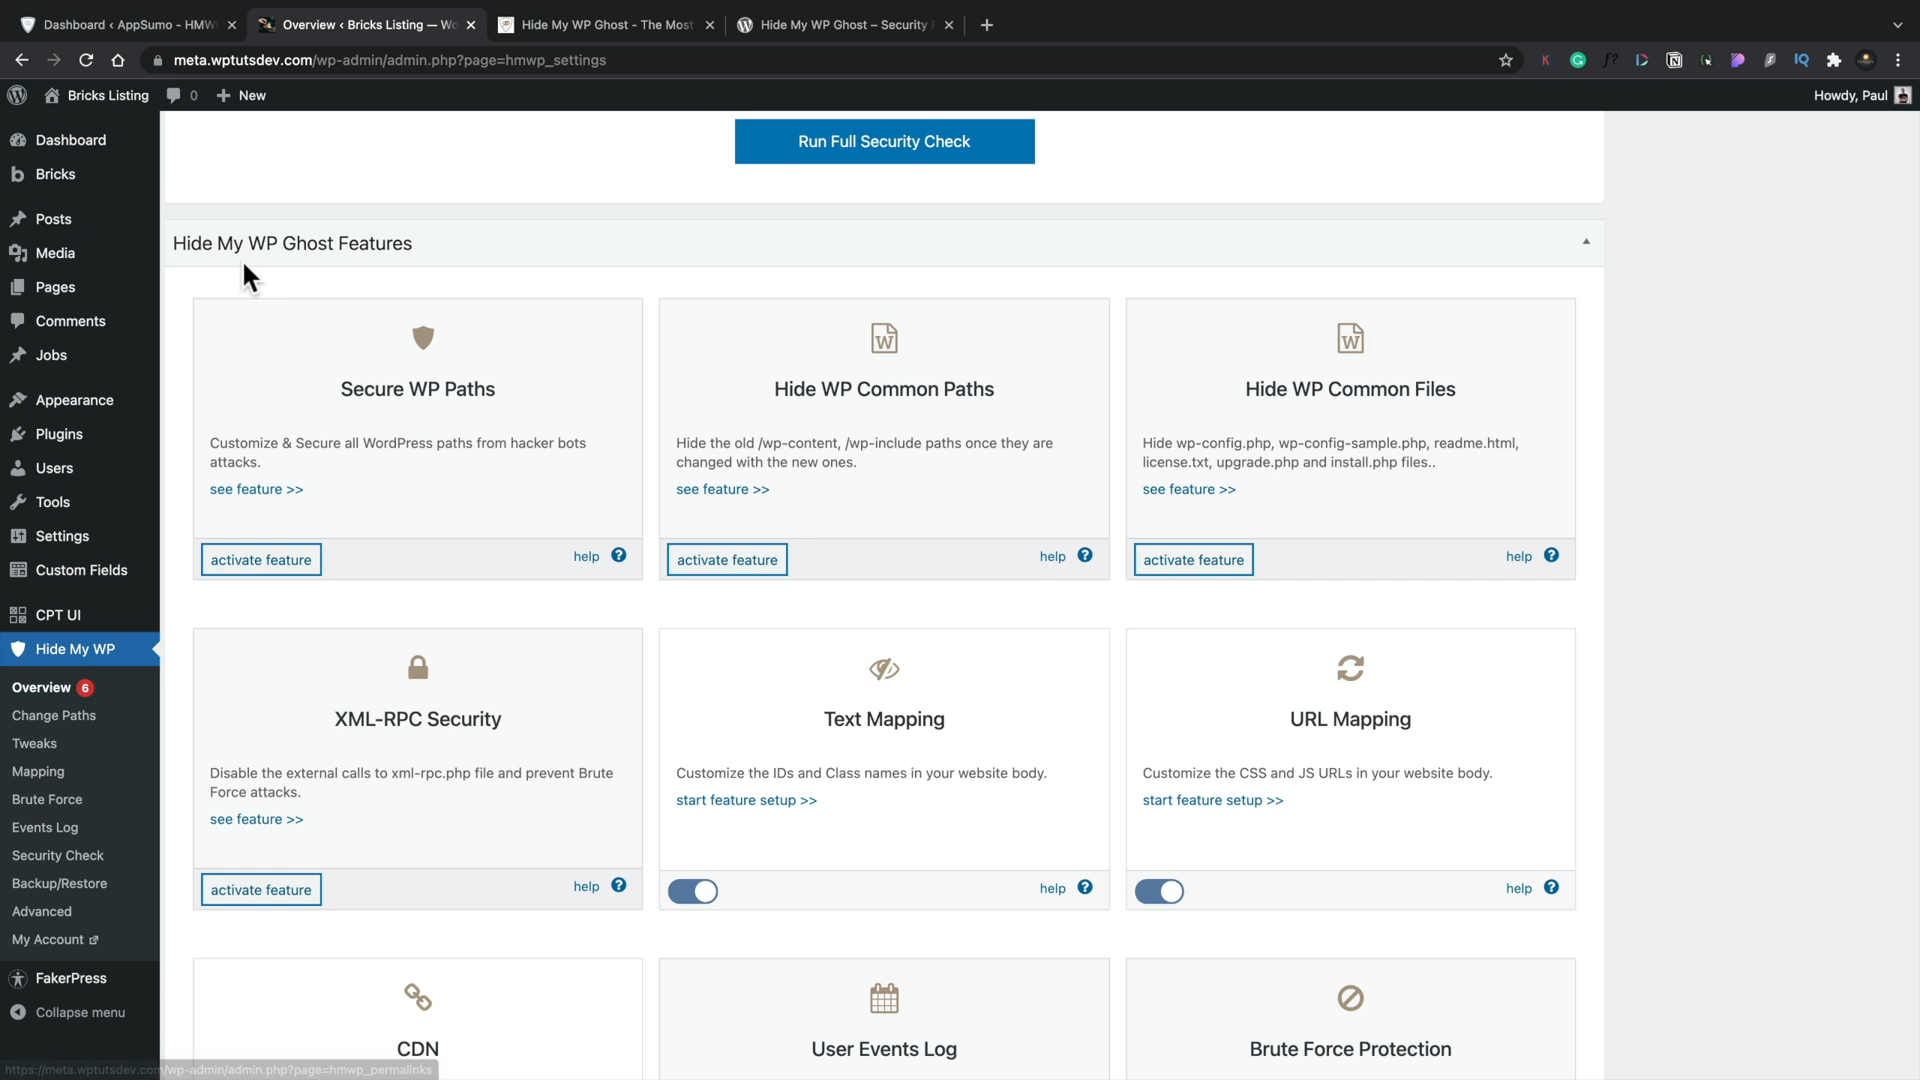 Dashboard < AppSumo - HMW
Overview < Bricks Listing — Wo
Hide My WP Ghost - The Most
Hide My WP Ghost – Security F
meta.wptutsdev.com/wp-admin/admin.php?page=hmwp_settings
Bricks Listing
0
New
Howdy, Paul
Dashboard
Bricks
Posts
Media
Pages
Comments
Jobs
Appearance
Plugins
Users
Tools
Settings
Custom Fields
CPT UI
Hide My WP
Overview 6
Change Paths
Tweaks
Mapping
Brute Force
Events Log
Security Check
Backup/Restore
Advanced
My Account
FakerPress
Collapse menu
Run Full Security Check
Hide My WP Ghost Features
Secure WP Paths
Customize & Secure all WordPress paths from hacker bots
attacks.
see feature >>
activate feature
help
Hide WP Common Paths
Hide the old /wp-content, /wp-include paths once they are
changed with the new ones.
see feature >>
activate feature
help
Hide WP Common Files
Hide wp-config.php, wp-config-sample.php, readme.html,
license.txt, upgrade.php and install.php files..
see feature >>
activate feature
help
XML-RPC Security
Disable the external calls to xml-rpc.php file and prevent Brute
Force attacks.
see feature >>
activate feature
help
Text Mapping
Customize the IDs and Class names in your website body.
start feature setup >>
help
URL Mapping
Customize the CSS and JS URLs in your website body.
start feature setup >>
help
CDN
User Events Log
Brute Force Protection
https://meta.wptutsdev.com/wp-admin/admin.php?page=hmwp_permalinks